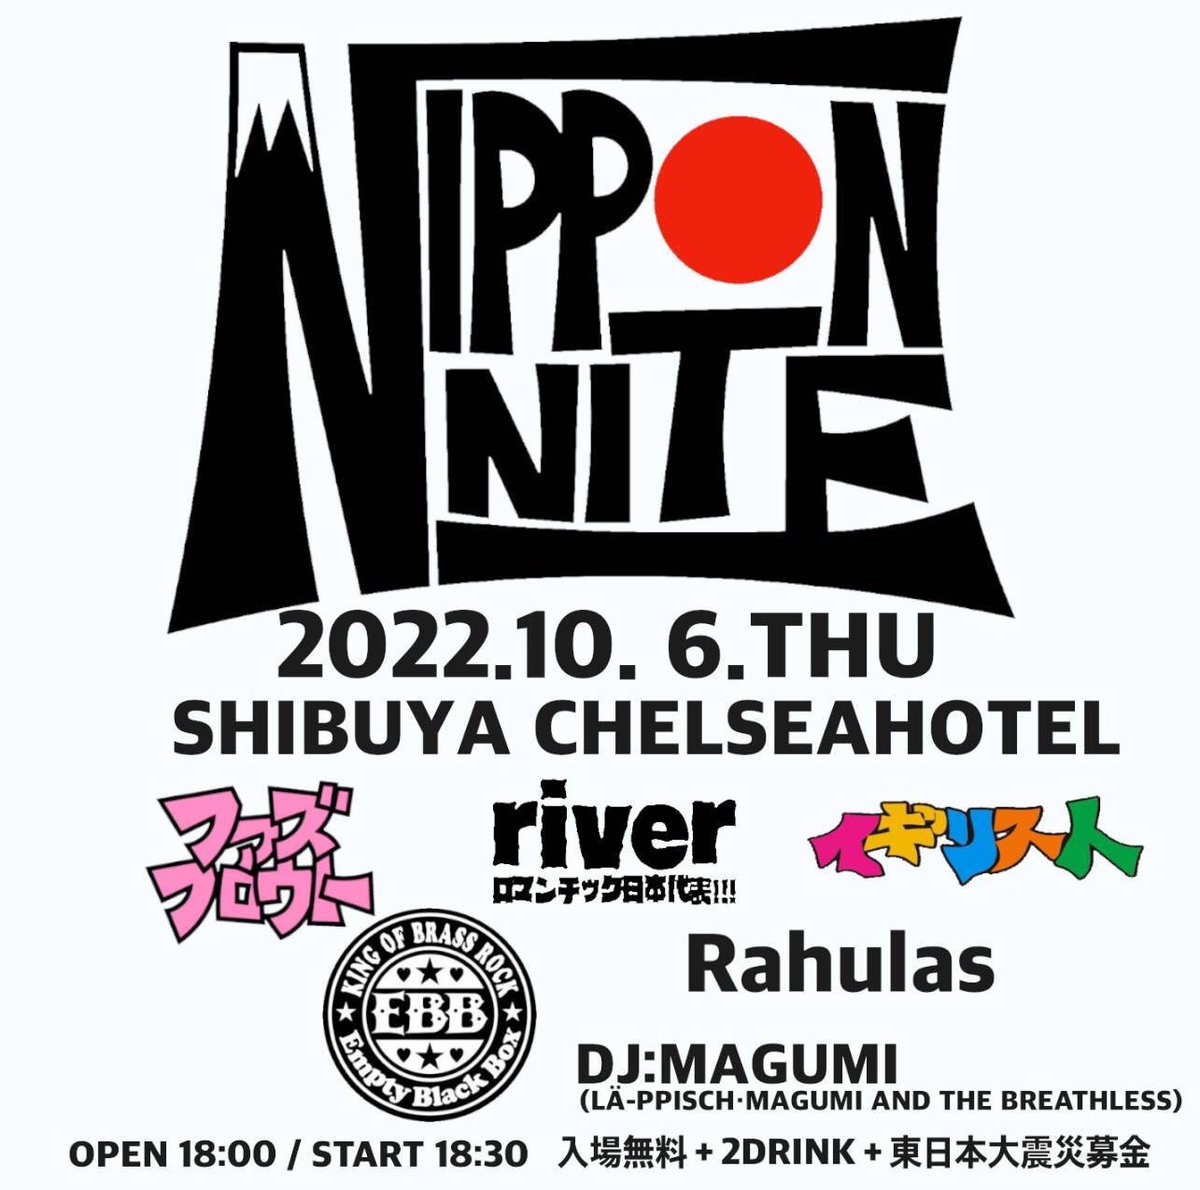 NIPPON
NITE
2022.10. 6.THU
SHIBUYA CHELSEAHOTEL
ファズ
フロウト
river
ロマンチック日本代表!!!
イギリスト
KING OF BRASS ROCK
EBB
Empty Black Box
Rahulas
DJ:MAGUMI
(LÄ-PPISCH·MAGUMI AND THE BREATHLESS)
OPEN 18:00 / START 18:30 入場無料+2DRINK+東日本大震災募金